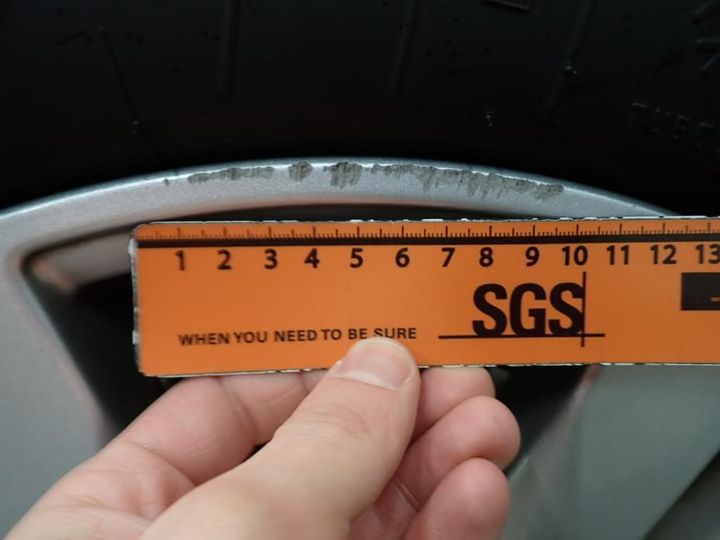 TUBE
1 2 3 4 5 6 7 8 9 10 11 12 13
SGS
WHEN YOU NEED TO BE SURE